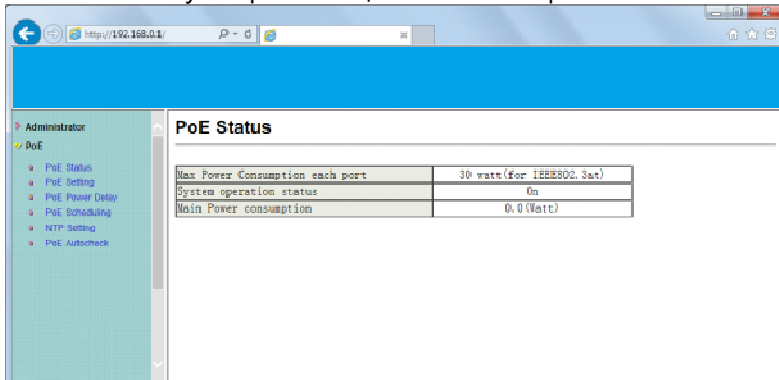 http://192.168.0.1/
Administrator
PoE
PoE Status
PoE Setting
PoE Power Delay
PoE Scheduling
NTP Setting
PoE Autocheck
PoE Status
Max Power Consumption each port 30 watt(for IEEE802.3at)
System operation status On
Main Power consumption 0.0(Watt)